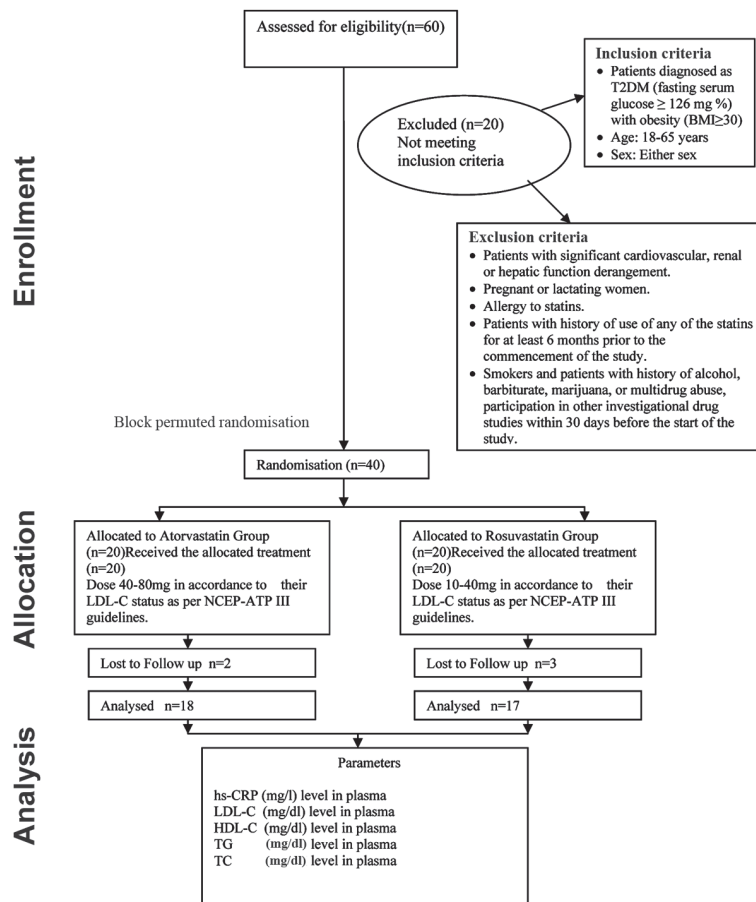 Enrollment
Assessed for eligibility(n=60)
Excluded (n=20)
Not meeting
inclusion criteria
Inclusion criteria
• Patients diagnosed as
T2DM (fasting serum
glucose ≥ 126 mg %)
with obesity (BMI≥30)
• Age: 18-65 years
• Sex: Either sex
Exclusion criteria
• Patients with significant cardiovascular, renal
or hepatic function derangement.
• Pregnant or lactating women.
• Allergy to statins.
• Patients with history of use of any of the statins
for at least 6 months prior to the
commencement of the study.
• Smokers and patients with history of alcohol,
barbiturate, marijuana, or multidrug abuse,
participation in other investigational drug
studies within 30 days before the start of the
study.
Block permuted randomisation
Randomisation (n=40)
Allocation
Allocated to Atorvastatin Group
(n=20)Received the allocated treatment
(n=20)
Dose 40-80mg in accordance to their
LDL-C status as per NCEP-ATP III
guidelines.
Allocated to Rosuvastatin Group
(n=20)Received the allocated treatment
(n=20)
Dose 10-40mg in accordance to their
LDL-C status as per NCEP-ATP III
guidelines.
Lost to Follow up n=2
Lost to Follow up n=3
Analysed n=18
Analysed n=17
Analysis
Parameters
hs-CRP (mg/l) level in plasma
LDL-C (mg/dl) level in plasma
HDL-C (mg/dl) level in plasma
TG (mg/dl) level in plasma
TC (mg/dl) level in plasma